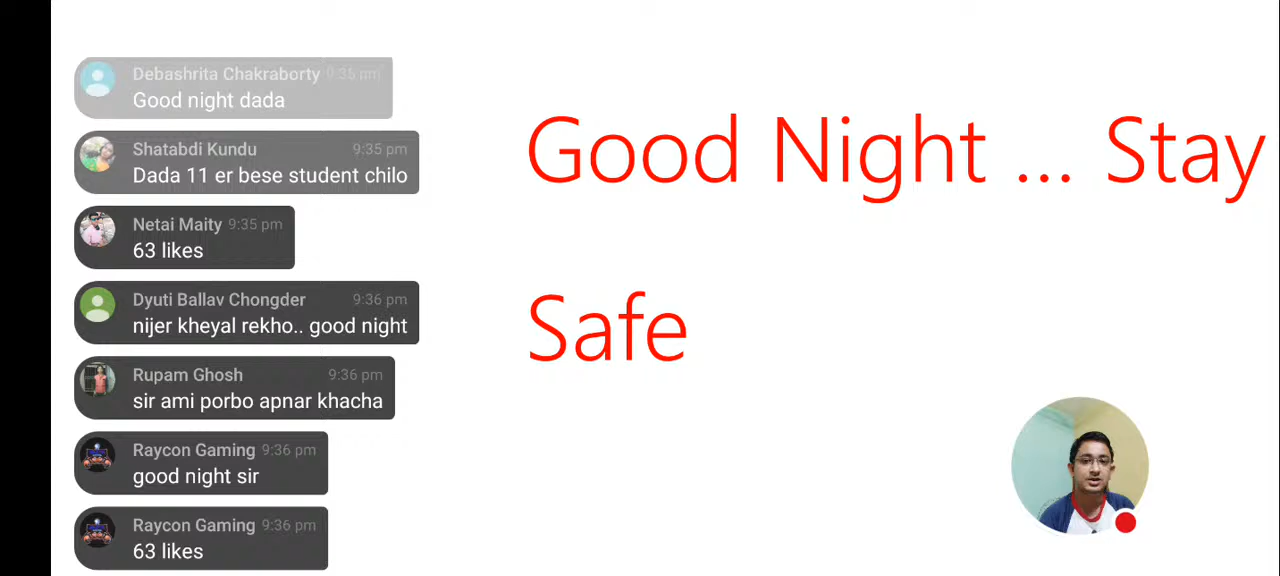 Debashrita Chakraborty 9:35 pm
Good night dada
Shatabdi Kundu 9:35 pm
Dada 11 er bese student chilo
Netai Maity 9:35 pm
63 likes
Dyuti Ballav Chongder 9:36 pm
nijer kheyal rekho.. good night
Rupam Ghosh 9:36 pm
sir ami porbo apnar khacha
Raycon Gaming 9:36 pm
good night sir
Raycon Gaming 9:36 pm
63 likes
Good Night ... Stay
Safe